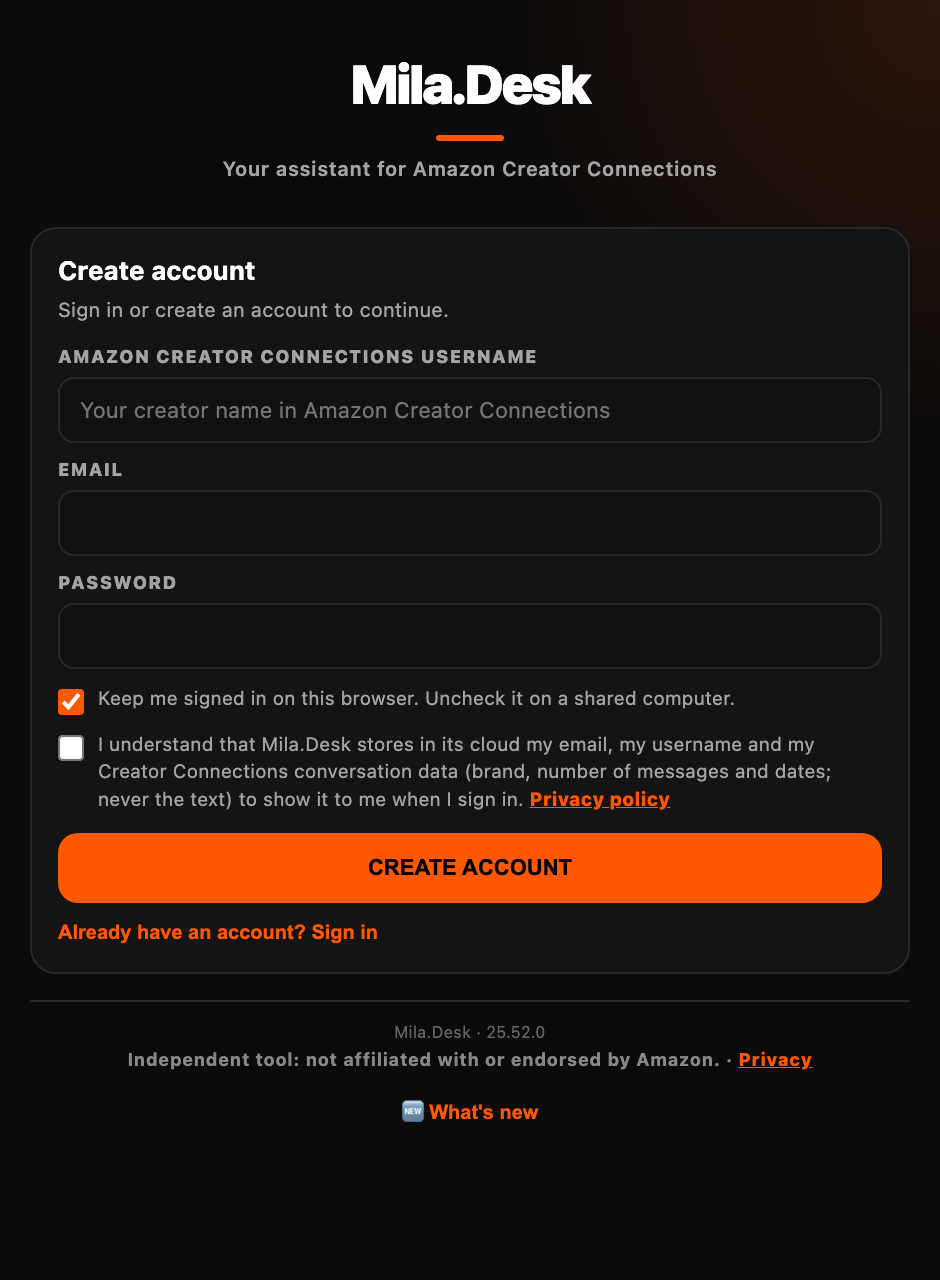 Mila.Desk
Your assistant for Amazon Creator Connections
Create account
Sign in or create an account to continue.
AMAZON CREATOR CONNECTIONS USERNAME
Your creator name in Amazon Creator Connections
EMAIL
PASSWORD
Keep me signed in on this browser. Uncheck it on a shared computer.
I understand that Mila.Desk stores in its cloud my email, my username and my
Creator Connections conversation data (brand, number of messages and dates;
never the text) to show it to me when I sign in. Privacy policy
CREATE ACCOUNT
Already have an account? Sign in
Mila.Desk · 25.52.0
Independent tool: not affiliated with or endorsed by Amazon. · Privacy
NEW What's new